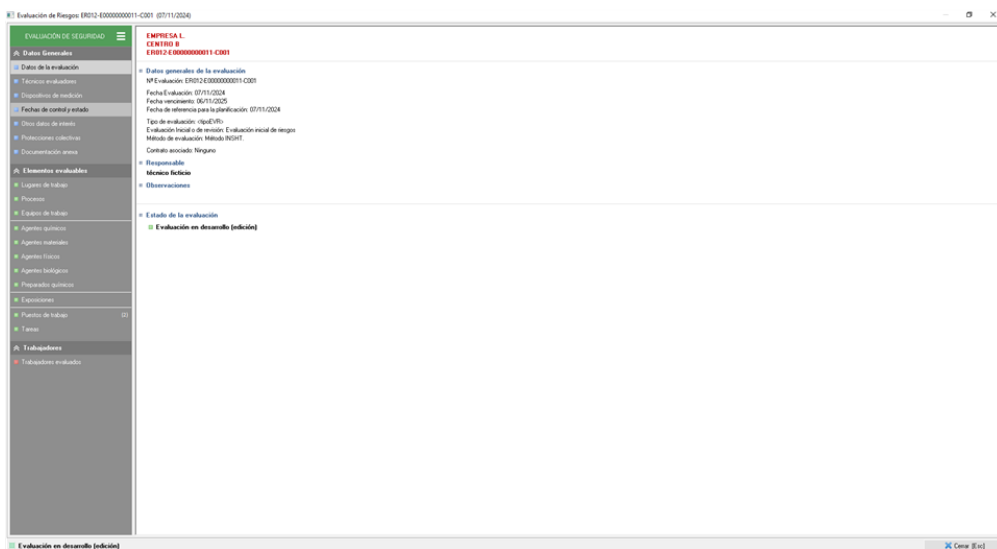 Evaluación de Riesgos: ER012-E00000000011-C001 (07/11/2024)
EVALUACIÓN DE SEGURIDAD
Datos Generales
Datos de la evaluación
Técnicos evaluadores
Dispositivos de medición
Fechas de control y estado
Otros datos de interés
Protecciones colectivas
Documentación anexa
Elementos evaluables
Lugares de trabajo
Procesos
Equipos de trabajo
Agentes químicos
Agentes materiales
Agentes físicos
Agentes biológicos
Preparados químicos
Exposiciones
Puestos de trabajo (2)
Tareas
Trabajadores
Trabajadores evaluados
EMPRESA L.
CENTRO B
ER012-E00000000011-C001
Datos generales de la evaluación
Nº Evaluación: ER012-E00000000011-C001
Fecha Evaluación: 07/11/2024
Fecha vencimiento: 06/11/2025
Fecha de referencia para la planificación: 07/11/2024
Tipo de evaluación: <tipoEVR>
Evaluación Inicial o de revisión: Evaluación inicial de riesgos
Método de evaluación: Método INSHT.
Contrato asociado: Ninguno
Responsable
técnico ficticio
Observaciones
Estado de la evaluación
Evaluación en desarrollo (edición)
Evaluación en desarrollo (edición)
Cerrar (Esc)